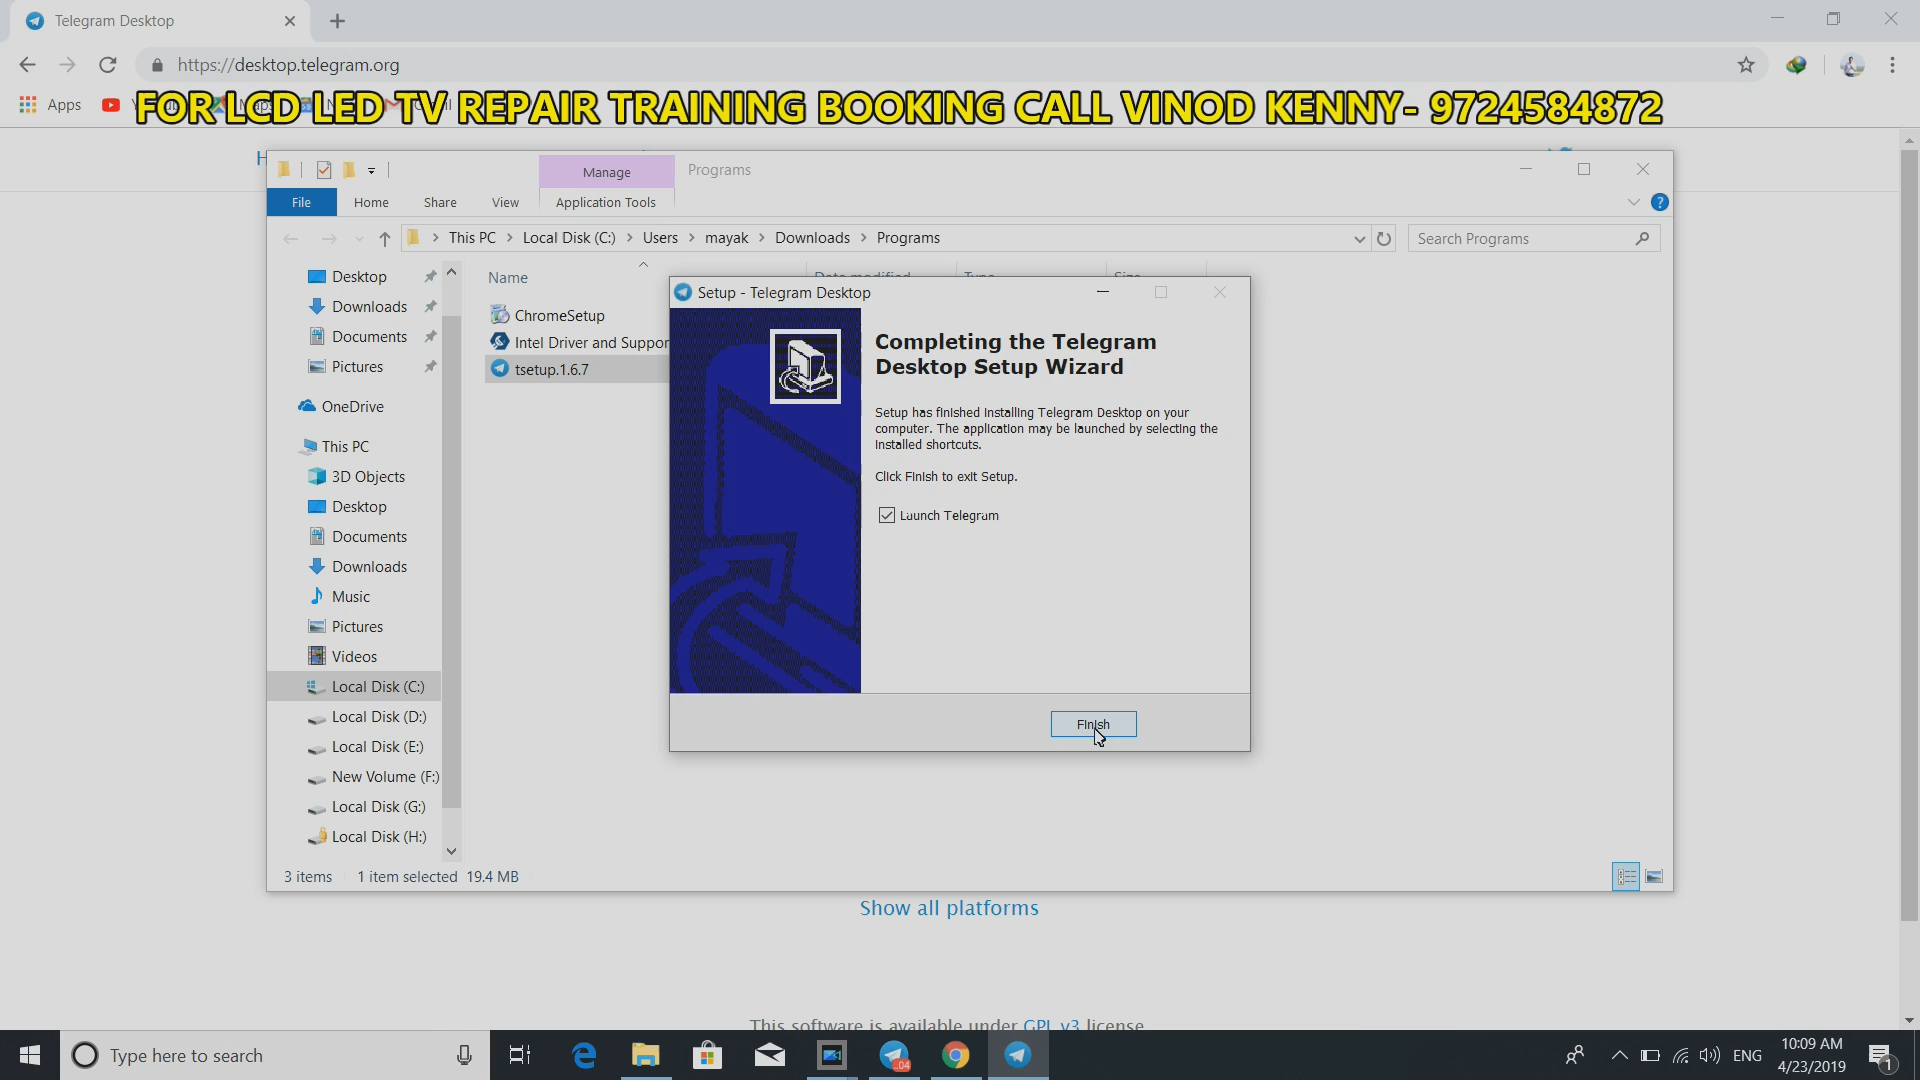 Telegram Desktop
https://desktop.telegram.org
Apps
FOR LCD LED TV REPAIR TRAINING BOOKING CALL VINOD KENNY- 9724584872
Manage
Programs
File
Home
Share
View
Application Tools
This PC > Local Disk (C:) > Users > mayak > Downloads > Programs
Search Programs
Desktop
Downloads
Documents
Pictures
OneDrive
This PC
3D Objects
Desktop
Documents
Downloads
Music
Pictures
Videos
Local Disk (C:)
Local Disk (D:)
Local Disk (E:)
New Volume (F:)
Local Disk (G:)
Local Disk (H:)
Name
Date modified
Type
Size
ChromeSetup
Intel Driver and Suppor
tsetup.1.6.7
Setup - Telegram Desktop
Completing the Telegram
Desktop Setup Wizard
Setup has finished installing Telegram Desktop on your
computer. The application may be launched by selecting the
installed shortcuts.
Click Finish to exit Setup.
Launch Telegram
Finish
3 items
1 item selected 19.4 MB
Show all platforms
This software is available under GPL v3 license
Type here to search
..04
ENG
10:09 AM
4/23/2019
1